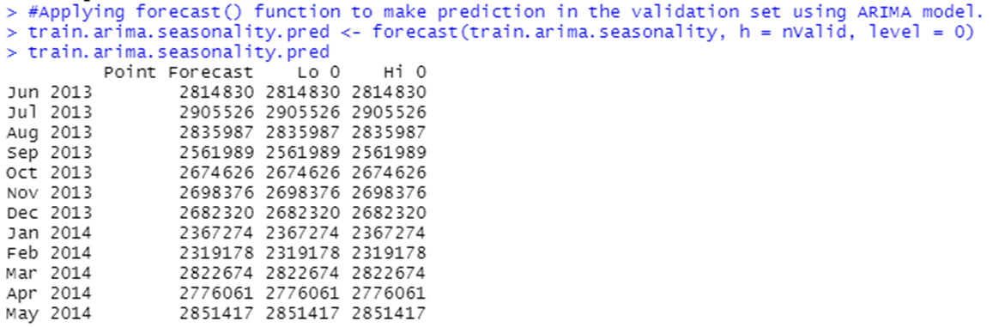 > #Applying forecast() function to make prediction in the validation set using ARIMA model.
> train.arima.seasonality.pred <- forecast(train.arima.seasonality, h = nValid, level = 0)
> train.arima.seasonality.pred
         Point Forecast    Lo 0    Hi 0
Jun 2013        2814830 2814830 2814830
Jul 2013        2905526 2905526 2905526
Aug 2013        2835987 2835987 2835987
Sep 2013        2561989 2561989 2561989
Oct 2013        2674626 2674626 2674626
Nov 2013        2698376 2698376 2698376
Dec 2013        2682320 2682320 2682320
Jan 2014        2367274 2367274 2367274
Feb 2014        2319178 2319178 2319178
Mar 2014        2822674 2822674 2822674
Apr 2014        2776061 2776061 2776061
May 2014        2851417 2851417 2851417